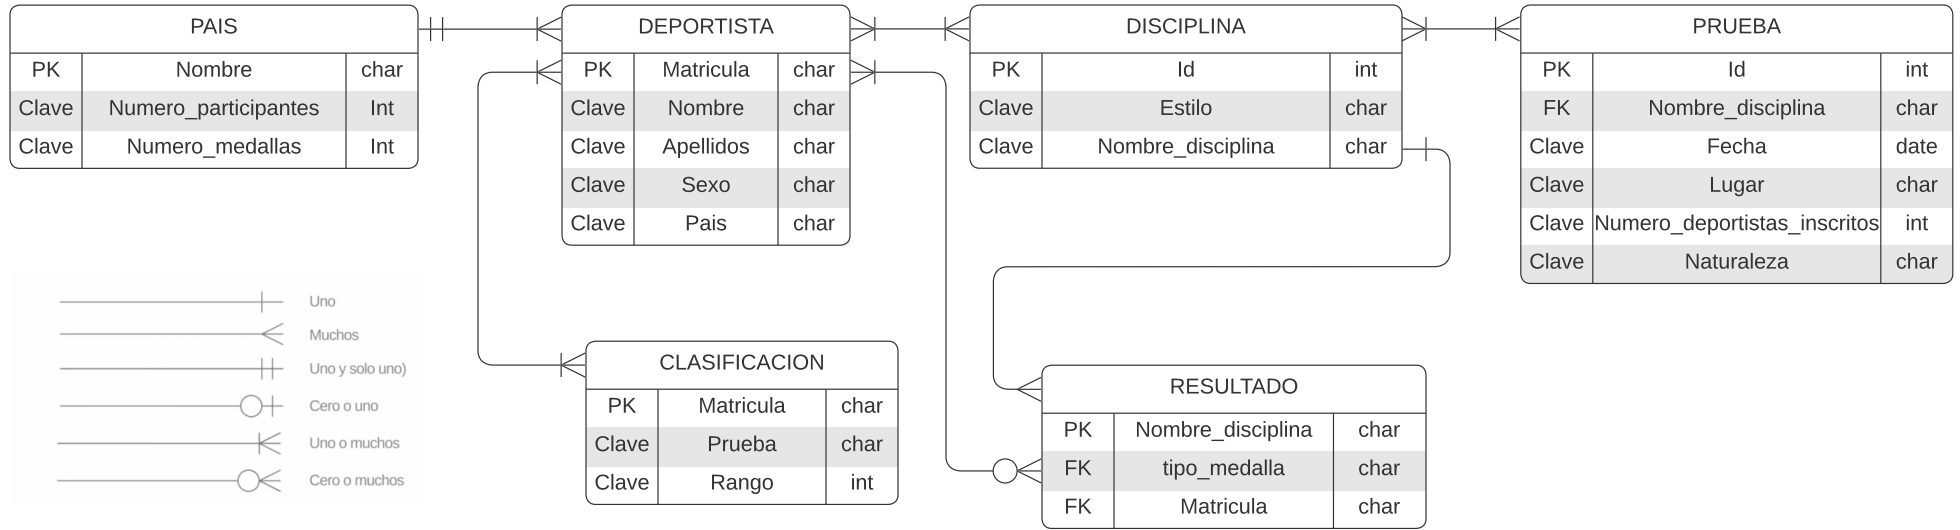 PAIS
PK Nombre char
Clave Numero_participantes Int
Clave Numero_medallas Int
DEPORTISTA
PK Matricula char
Clave Nombre char
Clave Apellidos char
Clave Sexo char
Clave Pais char
DISCIPLINA
PK Id int
Clave Estilo char
Clave Nombre_disciplina char
PRUEBA
PK Id int
FK Nombre_disciplina char
Clave Fecha date
Clave Lugar char
Clave Numero_deportistas_inscritos int
Clave Naturaleza char
Uno
Muchos
Uno y solo uno)
Cero o uno
Uno o muchos
Cero o muchos
CLASIFICACION
PK Matricula char
Clave Prueba char
Clave Rango int
RESULTADO
PK Nombre_disciplina char
FK tipo_medalla char
FK Matricula char